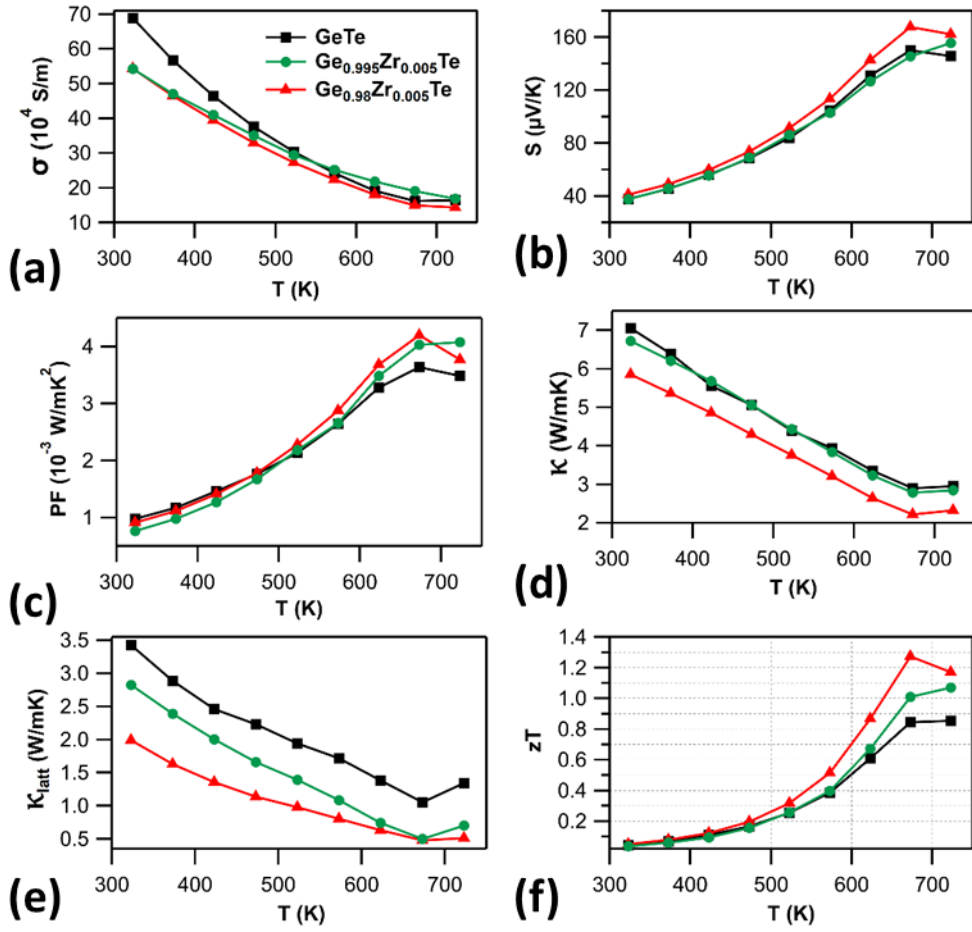 70
60
50
40
30
20
10
σ (10⁴ S/m)
GeTe
Ge₀.₉₉₅Zr₀.₀₀₅Te
Ge₀.₉₈Zr₀.₀₀₅Te
300 400 500 600 700
T (K)
(a)
160
120
80
40
S (µV/K)
300 400 500 600 700
T (K)
(b)
4
3
2
1
PF (10⁻³ W/mK²)
300 400 500 600 700
T (K)
(c)
7
6
5
4
3
2
κ (W/mK)
300 400 500 600 700
T (K)
(d)
3.5
3.0
2.5
2.0
1.5
1.0
0.5
κlatt (W/mK)
300 400 500 600 700
T (K)
(e)
1.4
1.2
1.0
0.8
0.6
0.4
0.2
zT
300 400 500 600 700
T (K)
(f)